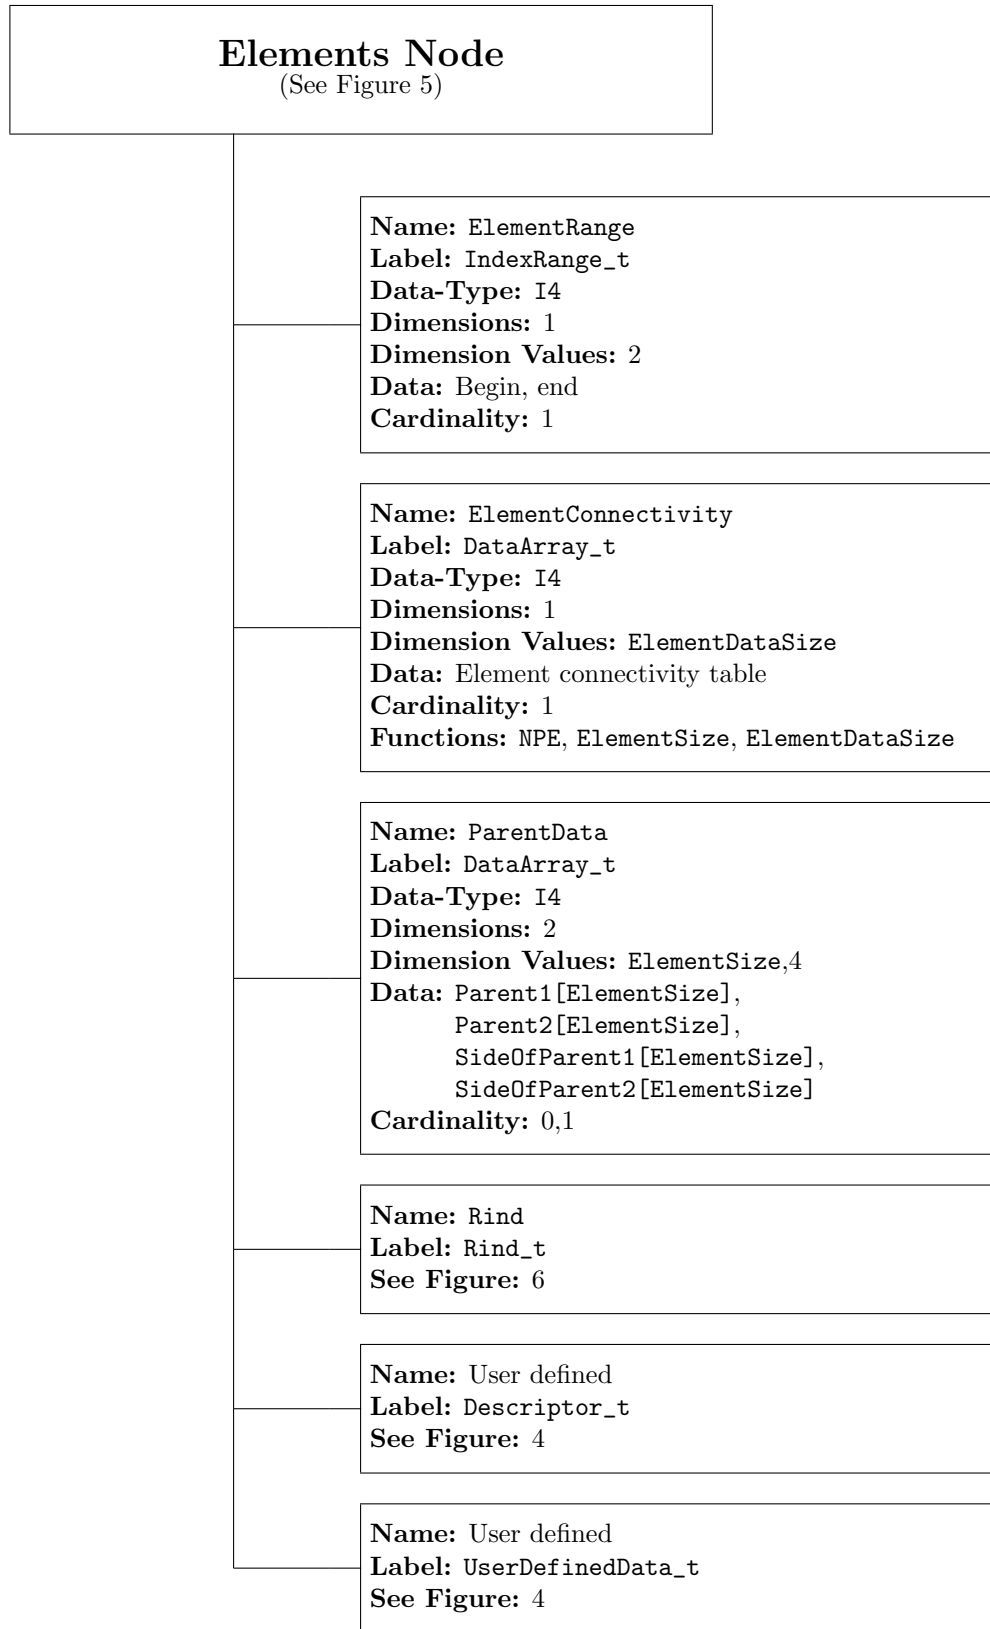 Elements Node
(See Figure 5)
Name: ElementRange
Label: IndexRange_t
Data-Type: I4
Dimensions: 1
Dimension Values: 2
Data: Begin, end
Cardinality: 1
Name: ElementConnectivity
Label: DataArray_t
Data-Type: I4
Dimensions: 1
Dimension Values: ElementDataSize
Data: Element connectivity table
Cardinality: 1
Functions: NPE, ElementSize, ElementDataSize
Name: ParentData
Label: DataArray_t
Data-Type: I4
Dimensions: 2
Dimension Values: ElementSize,4
Data: Parent1[ElementSize],
Parent2[ElementSize],
SideOfParent1[ElementSize],
SideOfParent2[ElementSize]
Cardinality: 0,1
Name: Rind
Label: Rind_t
See Figure: 6
Name: User defined
Label: Descriptor_t
See Figure: 4
Name: User defined
Label: UserDefinedData_t
See Figure: 4